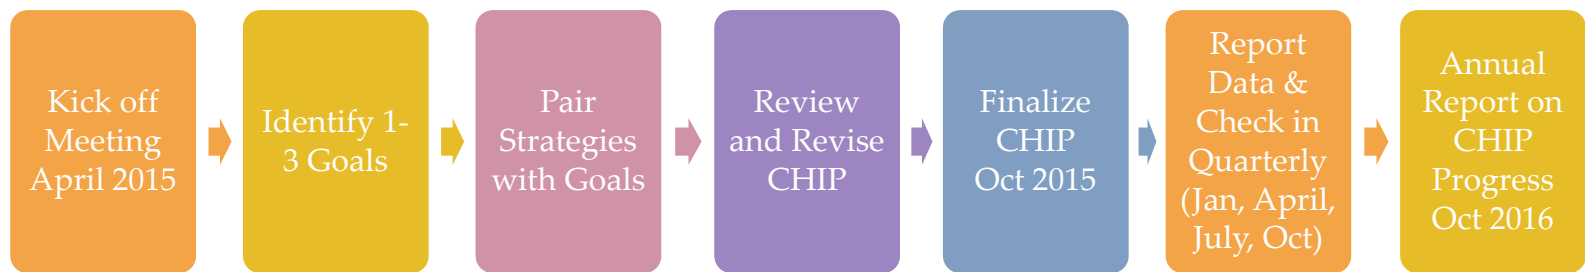 Kick off
Meeting
April 2015
Identify 1-
3 Goals
Pair
Strategies
with Goals
Review
and Revise
CHIP
Finalize
CHIP
Oct 2015
Report
Data &
Check in
Quarterly
(Jan, April,
July, Oct)
Annual
Report on
CHIP
Progress
Oct 2016